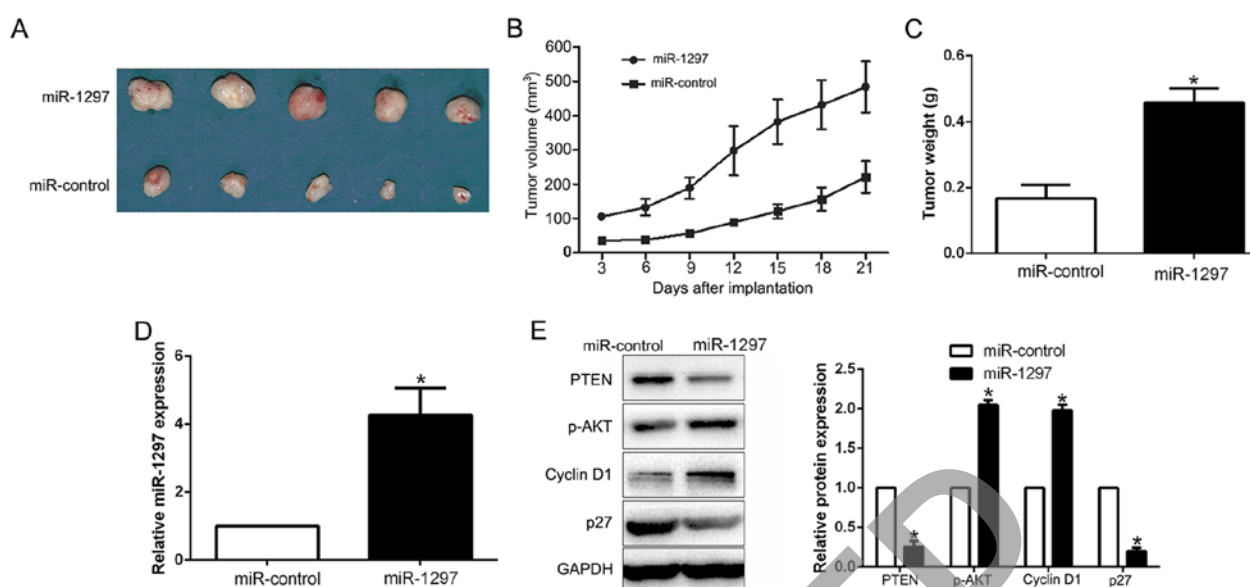 A
miR-1297
miR-control
B
Tumor volume (mm³)
600
500
400
300
200
100
0
miR-1297
miR-control
3 6 9 12 15 18 21
Days after implantation
C
Tumor weight (g)
0.6
0.4
0.2
0.0
*
miR-control miR-1297
D
Relative miR-1297 expression
6
4
2
0
*
miR-control miR-1297
E
miR-control miR-1297
PTEN
p-AKT
Cyclin D1
p27
GAPDH
miR-control
miR-1297
Relative protein expression
2.5
2.0
1.5
1.0
0.5
0.0
* * * *
PTEN p-AKT Cyclin D1 p27